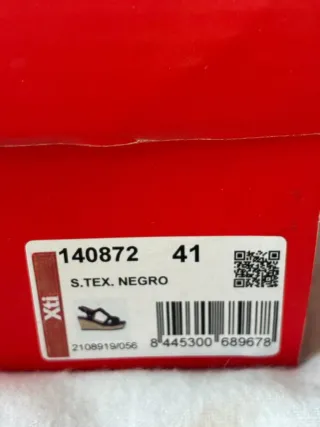 140872 41
S.TEX. NEGRO
Xti
2108919/056
8 445300 689678